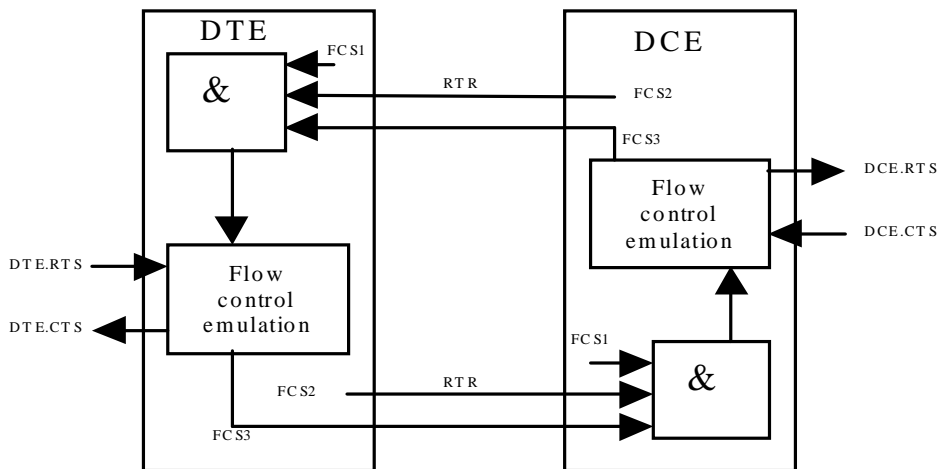 DTE
DCE
FCS1
&
RTR
FCS2
FCS3
DCE.RTS
Flow
control
emulation
DCE.CTS
DTE.RTS
Flow
control
emulation
DTE.CTS
FCS1
RTR
&
FCS2
FCS3